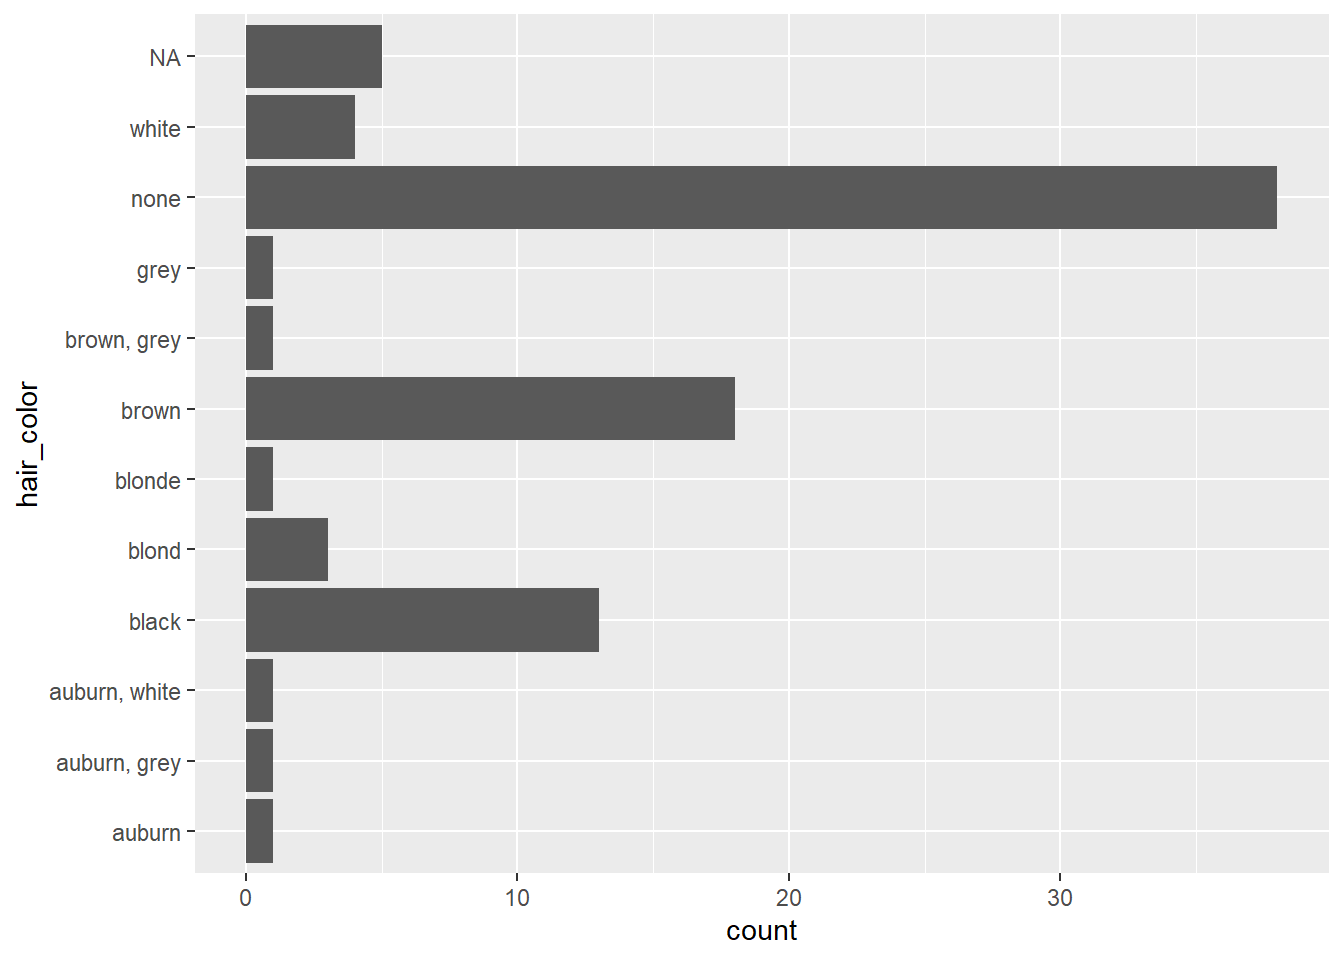 NA
white
none
grey
brown, grey
brown
blonde
blond
black
auburn, white
auburn, grey
auburn
hair_color
0 10 20 30
count